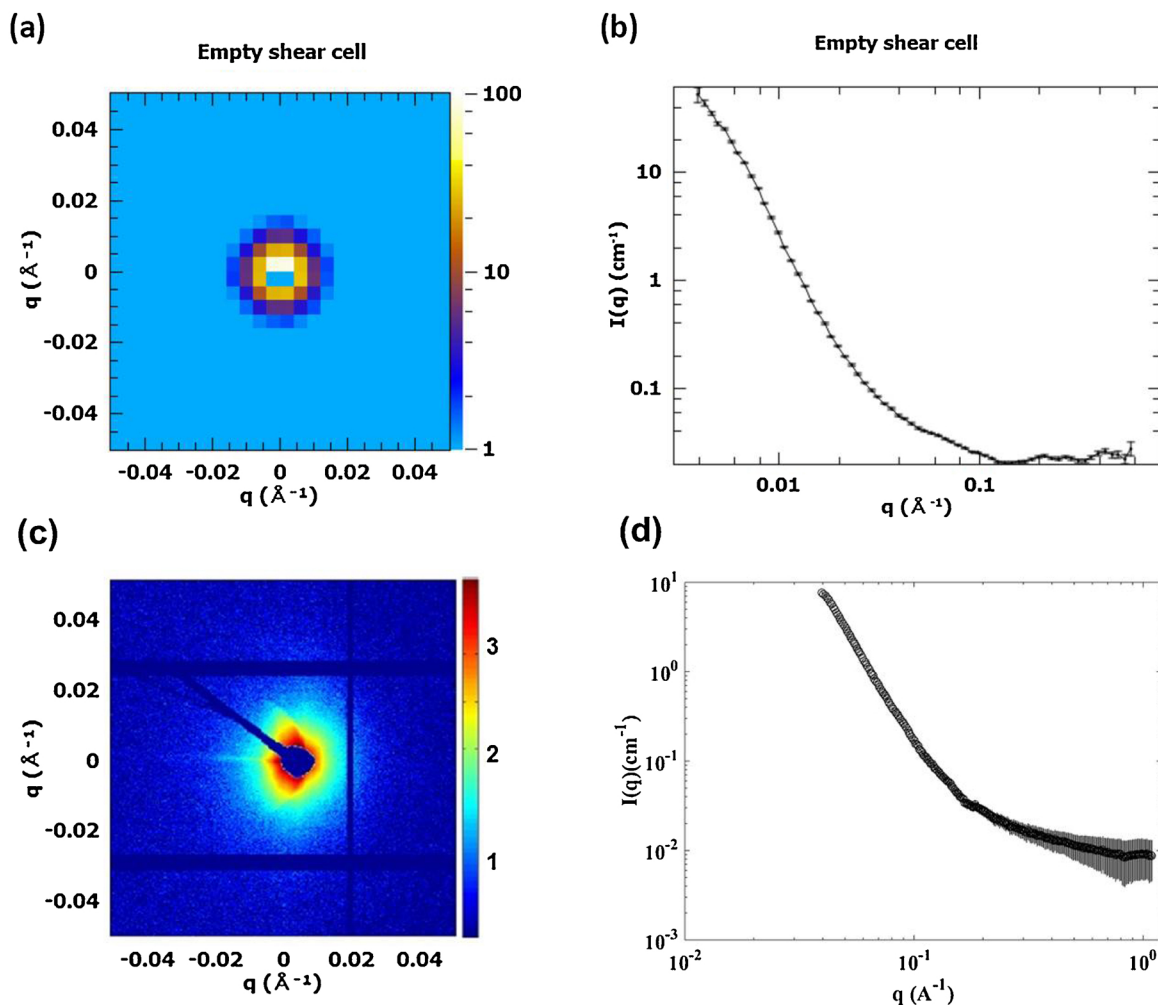 (a)
Empty shear cell
0.04
0.02
0
-0.02
-0.04
q (Å⁻¹)
-0.04 -0.02 0 0.02 0.04
q (Å⁻¹)
100
10
1
(b)
Empty shear cell
10
1
0.1
I(q) (cm⁻¹)
0.01 0.1
q (Å⁻¹)
(c)
0.04
0.02
0
-0.02
-0.04
q (Å⁻¹)
-0.04 -0.02 0 0.02 0.04
q (Å⁻¹)
3
2
1
(d)
10¹
10⁰
10⁻¹
10⁻²
10⁻³
I(q)(cm⁻¹)
10⁻² 10⁻¹ 10⁰
q (A⁻¹)